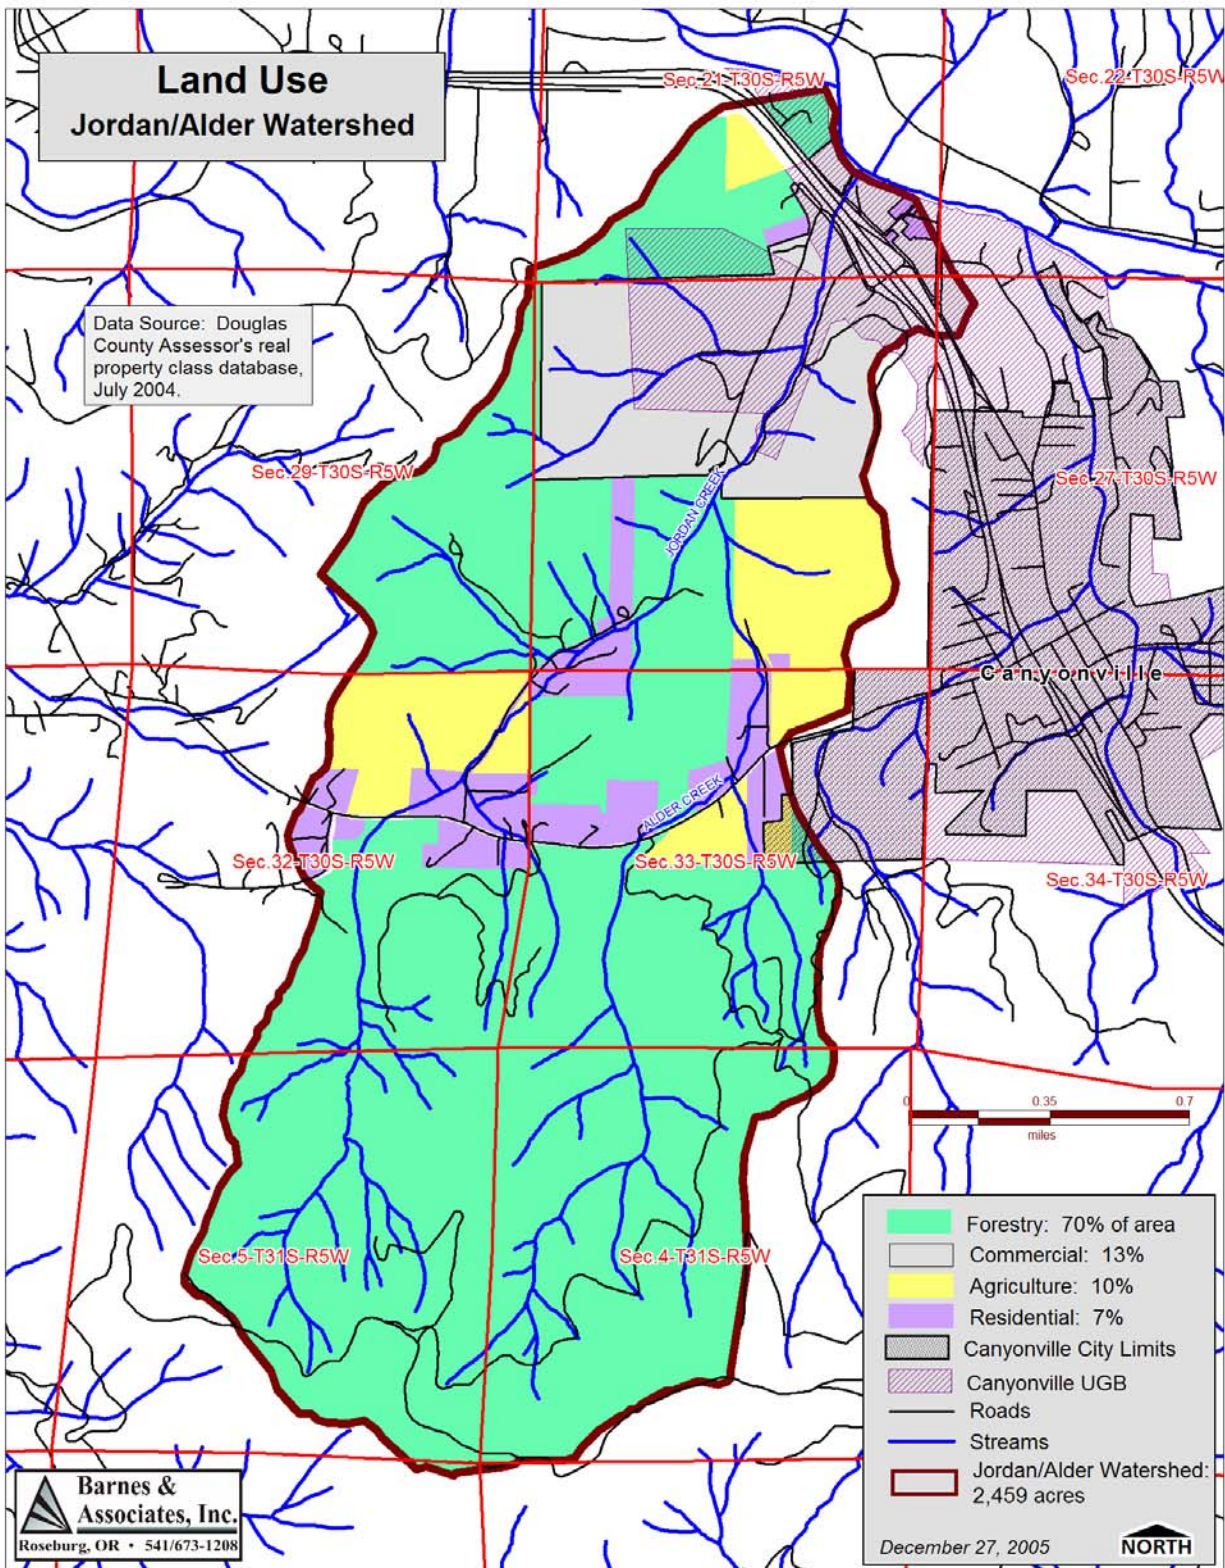 Land Use
Jordan/Alder Watershed
Sec.21-T30S-R5W
Sec.22-T30S-R5W
Data Source: Douglas
County Assessor's real
property class database,
July 2004.
Sec.29-T30S-R5W
Sec.27-T30S-R5W
JORDAN CREEK
Canyonville
ALDER CREEK
Sec.32-T30S-R5W
Sec.33-T30S-R5W
Sec.34-T30S-R5W
0 0.35 0.7
miles
Sec.5-T31S-R5W
Sec.4-T31S-R5W
Forestry: 70% of area
Commercial: 13%
Agriculture: 10%
Residential: 7%
Canyonville City Limits
Canyonville UGB
Roads
Streams
Jordan/Alder Watershed:
2,459 acres
December 27, 2005
NORTH
Barnes &
Associates, Inc.
Roseburg, OR • 541/673-1208